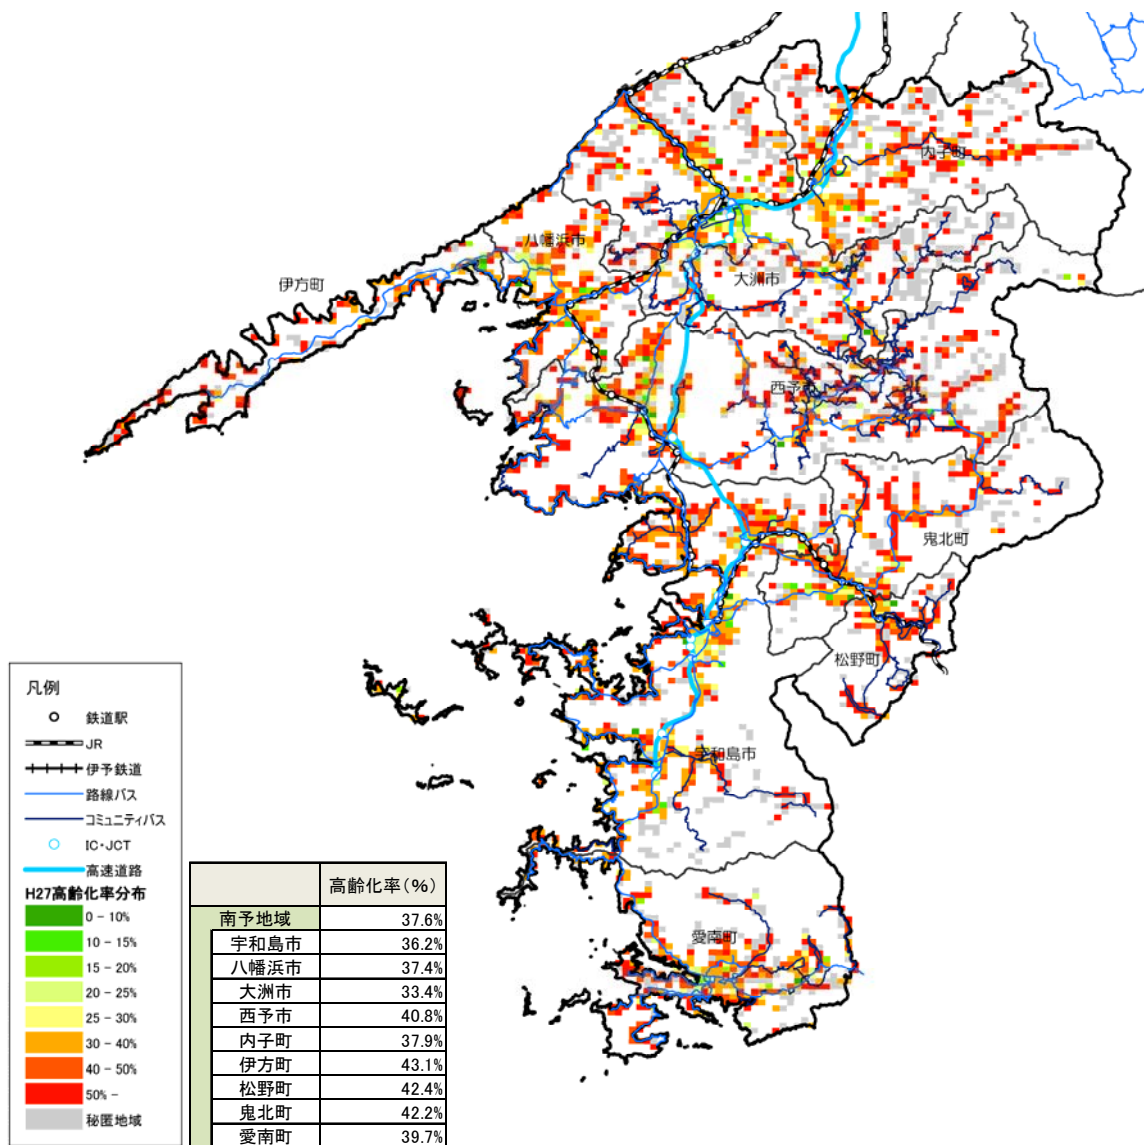 内子町
八幡浜市
伊方町
大洲市
西予市
鬼北町
松野町
宇和島市
愛南町
凡例
鉄道駅
JR
伊予鉄道
路線バス
コミュニティバス
IC・JCT
高速道路
H27高齢化率分布
0 - 10%
10 - 15%
15 - 20%
20 - 25%
25 - 30%
30 - 40%
40 - 50%
50% -
秘匿地域
高齢化率(%)
南予地域 37.6%
宇和島市 36.2%
八幡浜市 37.4%
大洲市 33.4%
西予市 40.8%
内子町 37.9%
伊方町 43.1%
松野町 42.4%
鬼北町 42.2%
愛南町 39.7%